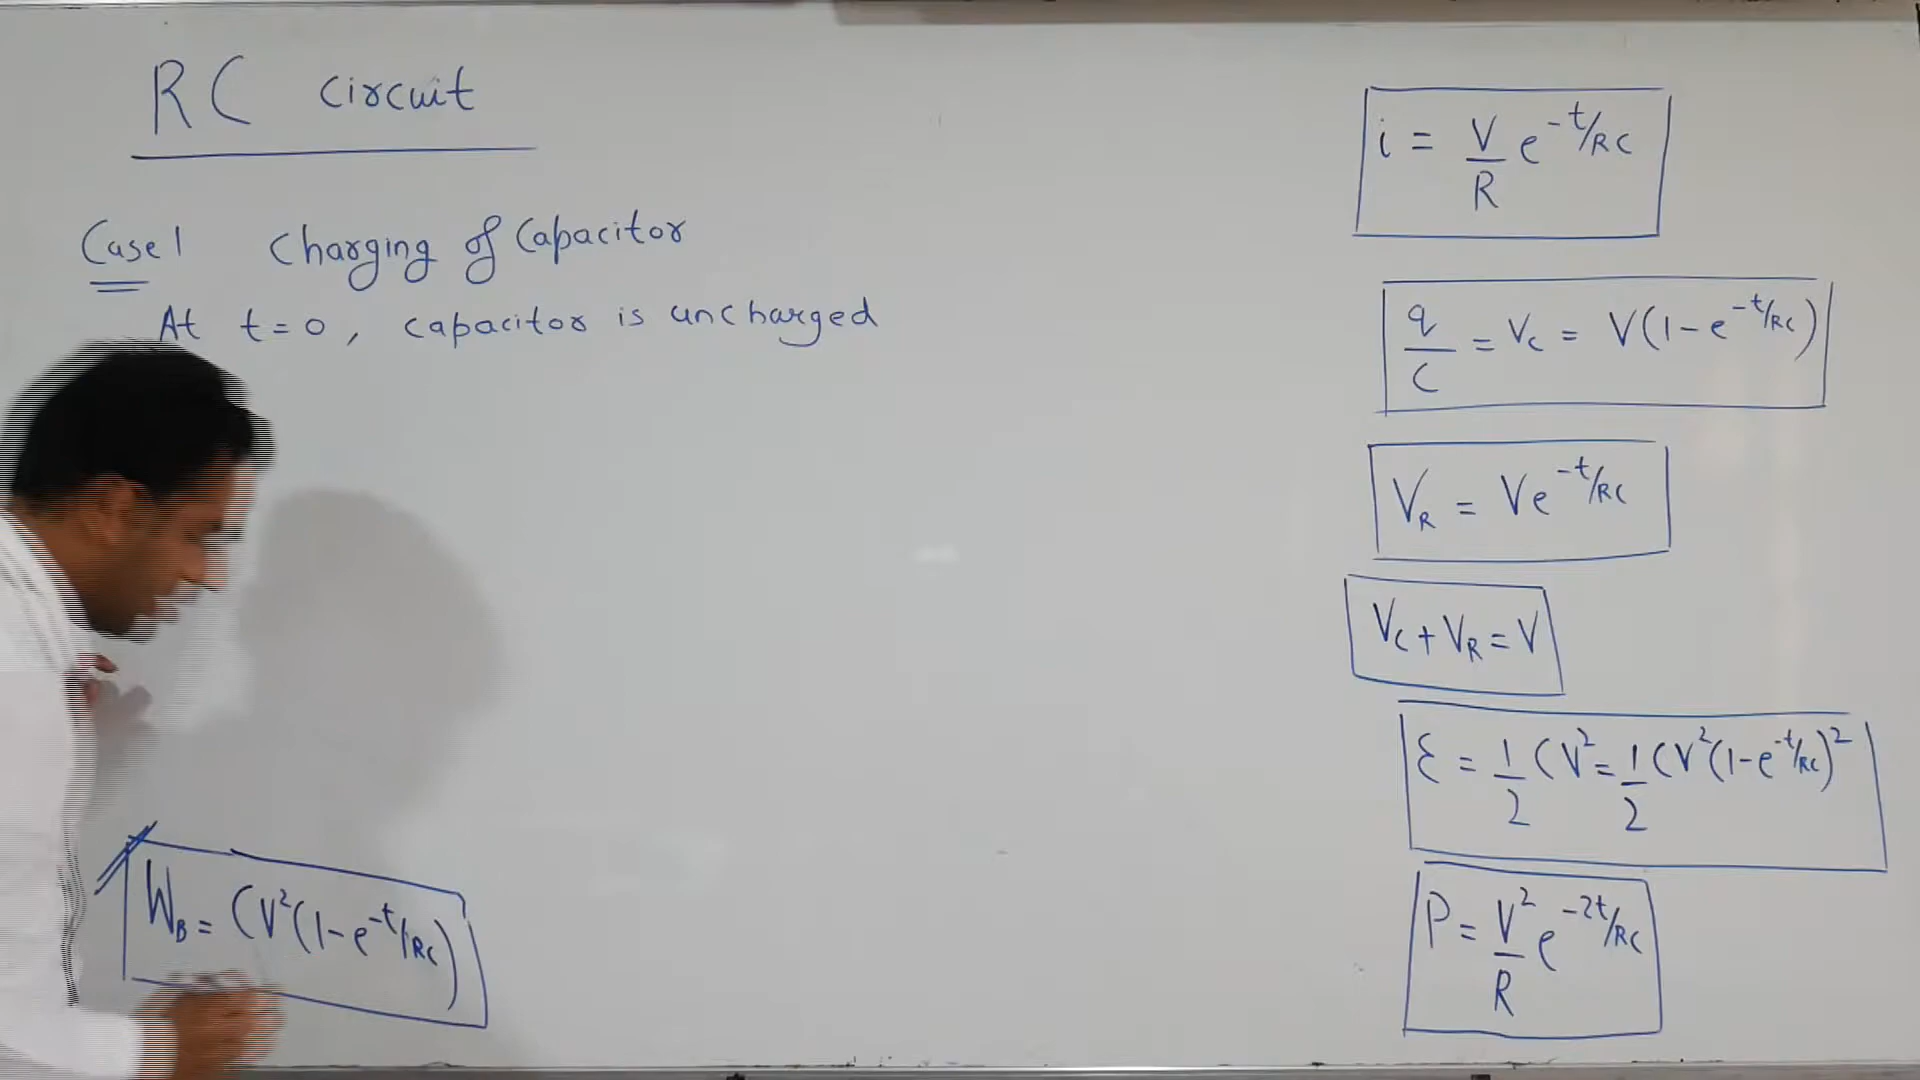 RC circuit
Case 1 Charging of Capacitor
At t = 0 , capacitor is uncharged
W_B = CV²(1-e^{-t/RC})
i = V/R e^{-t/RC}
q/C = V_C = V(1-e^{-t/RC})
V_R = Ve^{-t/RC}
V_C + V_R = V
Ɛ = 1/2 CV² = 1/2 CV²(1-e^{-t/RC})²
P = V²/R e^{-2t/RC}